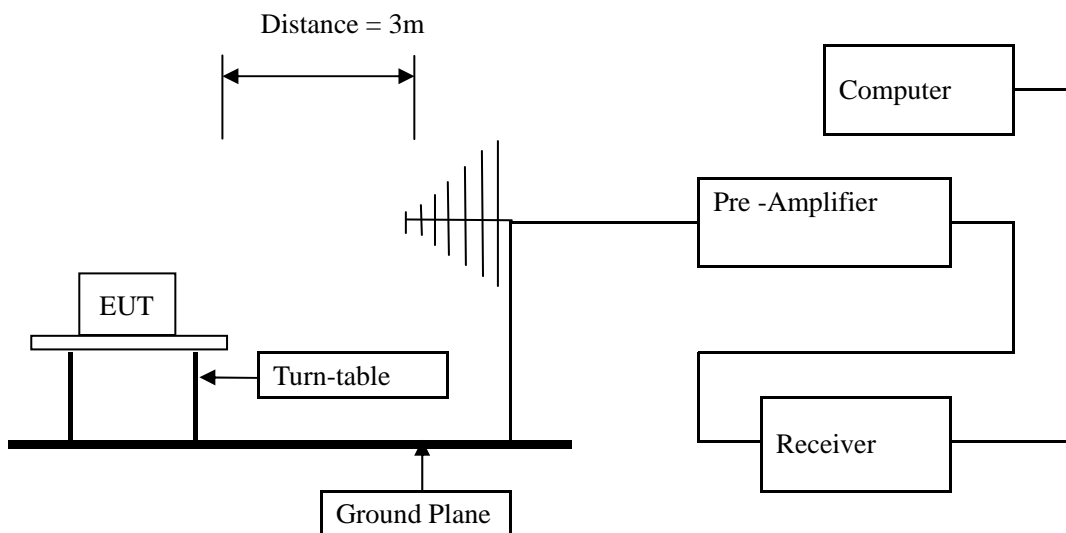 Distance = 3m
Computer
Pre -Amplifier
EUT
Turn-table
Receiver
Ground Plane